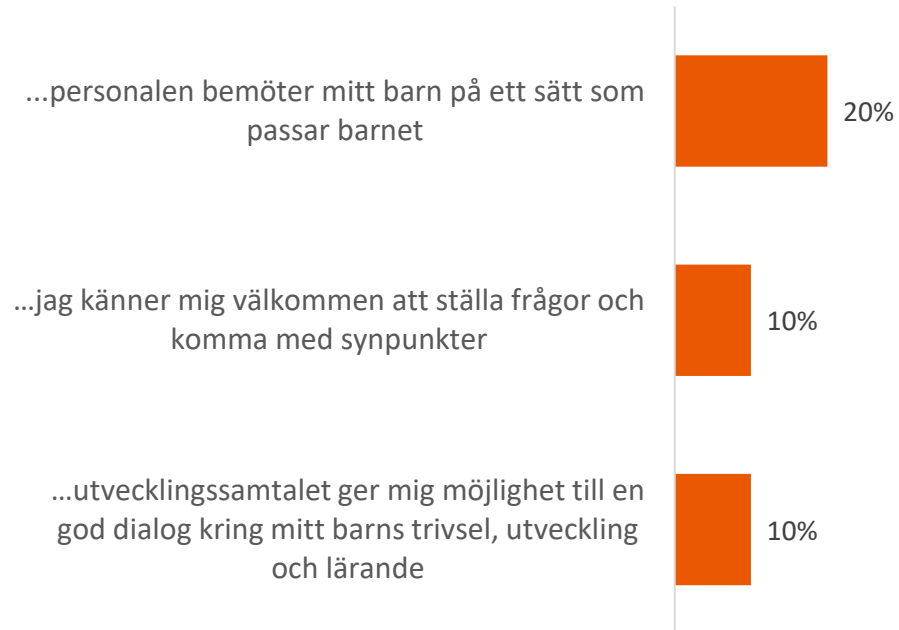 ...personalen bemöter mitt barn på ett sätt som
passar barnet
20%
...jag känner mig välkommen att ställa frågor och
komma med synpunkter
10%
...utvecklingssamtalet ger mig möjlighet till en
god dialog kring mitt barns trivsel, utveckling
och lärande
10%